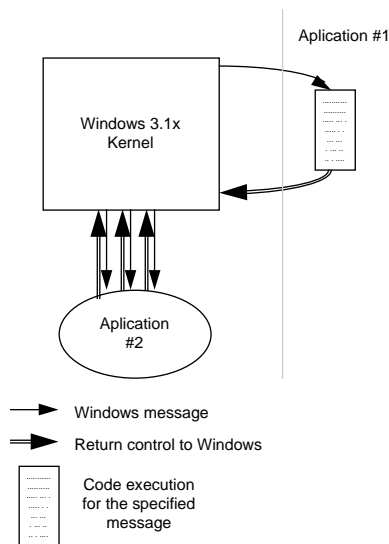 Aplication #1
Windows 3.1x
Kernel
Aplication
#2
Windows message
Return control to Windows
Code execution
for the specified
message